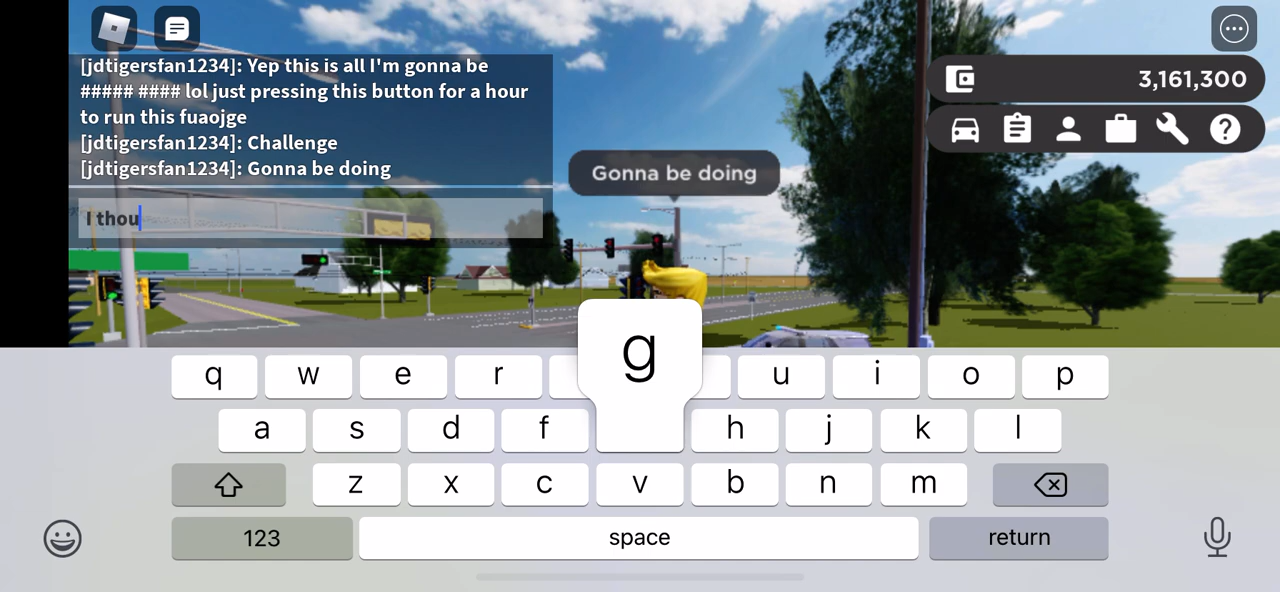 [jdtigersfan1234]: Yep this is all I'm gonna be
##### #### lol just pressing this button for a hour
to run this fuaojge
[jdtigersfan1234]: Challenge
[jdtigersfan1234]: Gonna be doing
I thou
3,161,300
Gonna be doing
g
q w e r u i o p
a s d f h j k l
z x c v b n m
123 space return